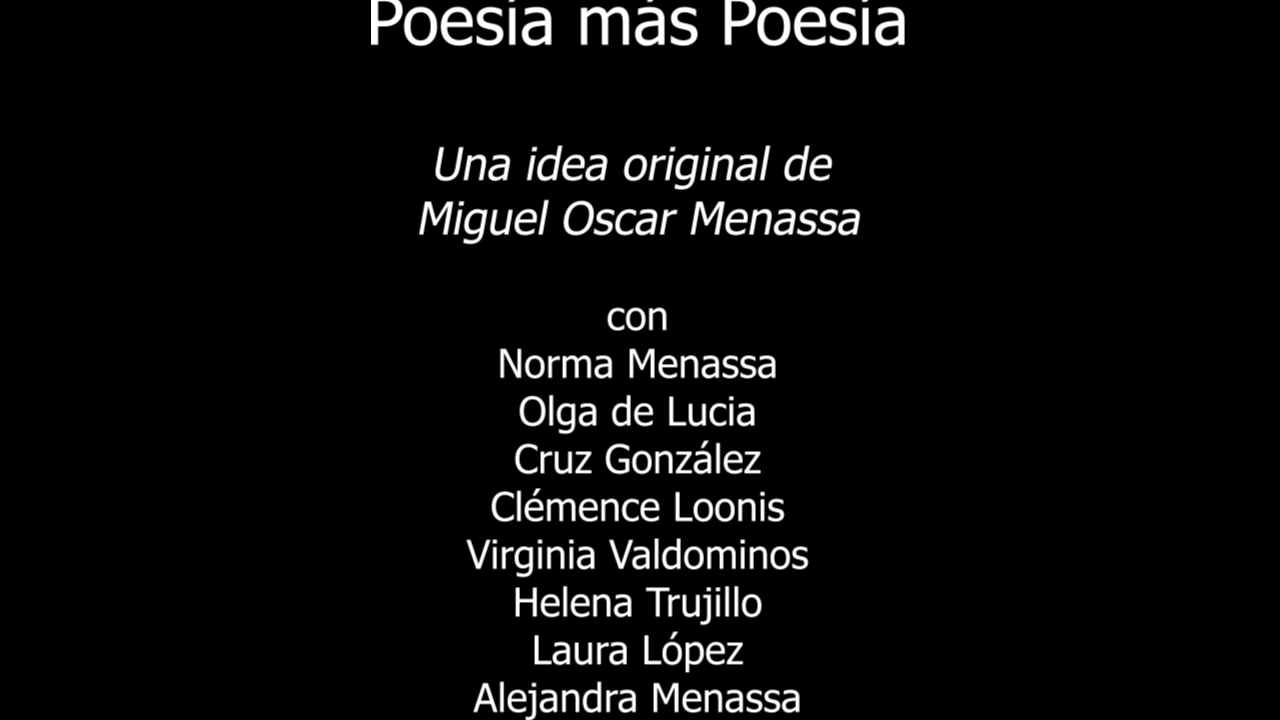 Poesía más Poesía
Una idea original de
Miguel Oscar Menassa
con
Norma Menassa
Olga de Lucia
Cruz González
Clémence Loonis
Virginia Valdominos
Helena Trujillo
Laura López
Alejandra Menassa